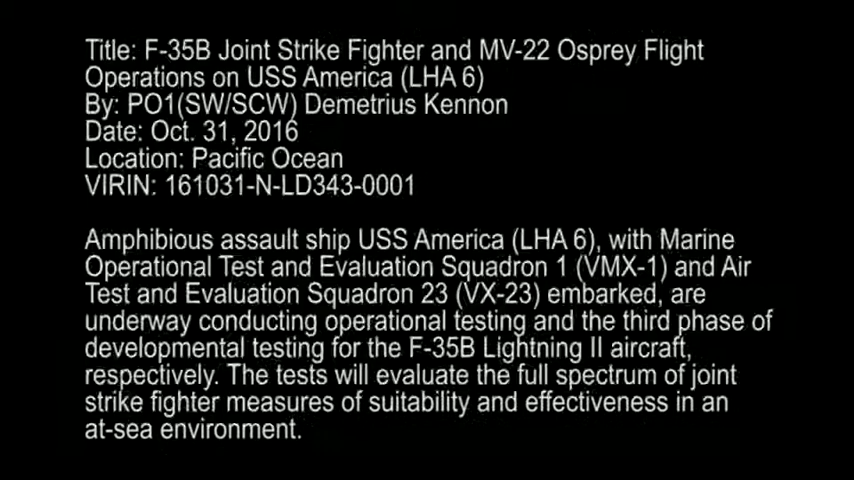 Title: F-35B Joint Strike Fighter and MV-22 Osprey Flight
Operations on USS America (LHA 6)
By: PO1(SW/SCW) Demetrius Kennon
Date: Oct. 31, 2016
Location: Pacific Ocean
VIRIN: 161031-N-LD343-0001
Amphibious assault ship USS America (LHA 6), with Marine
Operational Test and Evaluation Squadron 1 (VMX-1) and Air
Test and Evaluation Squadron 23 (VX-23) embarked, are
underway conducting operational testing and the third phase of
developmental testing for the F-35B Lightning II aircraft,
respectively. The tests will evaluate the full spectrum of joint
strike fighter measures of suitability and effectiveness in an
at-sea environment.